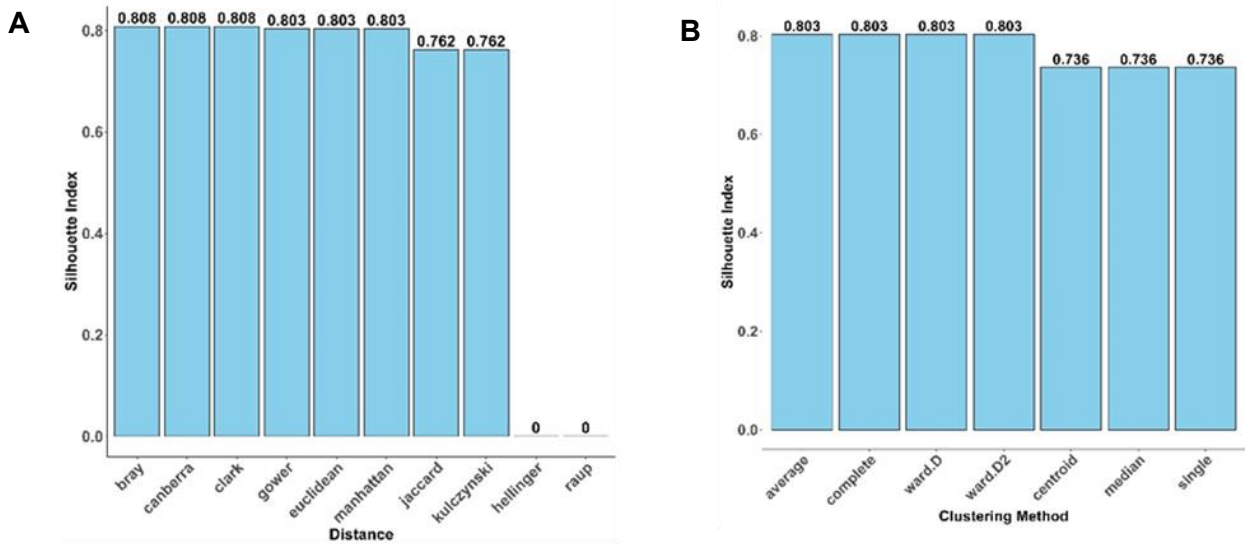 A
Silhouette Index
0.8
0.6
0.4
0.2
0.0
0.808 0.808 0.808 0.803 0.803 0.803 0.762 0.762 0 0
bray canberra clark gower euclidean manhattan jaccard kulczynski hellinger raup
Distance
B
Silhouette Index
0.8
0.6
0.4
0.2
0.0
0.803 0.803 0.803 0.803 0.736 0.736 0.736
average complete ward.D ward.D2 centroid median single
Clustering Method